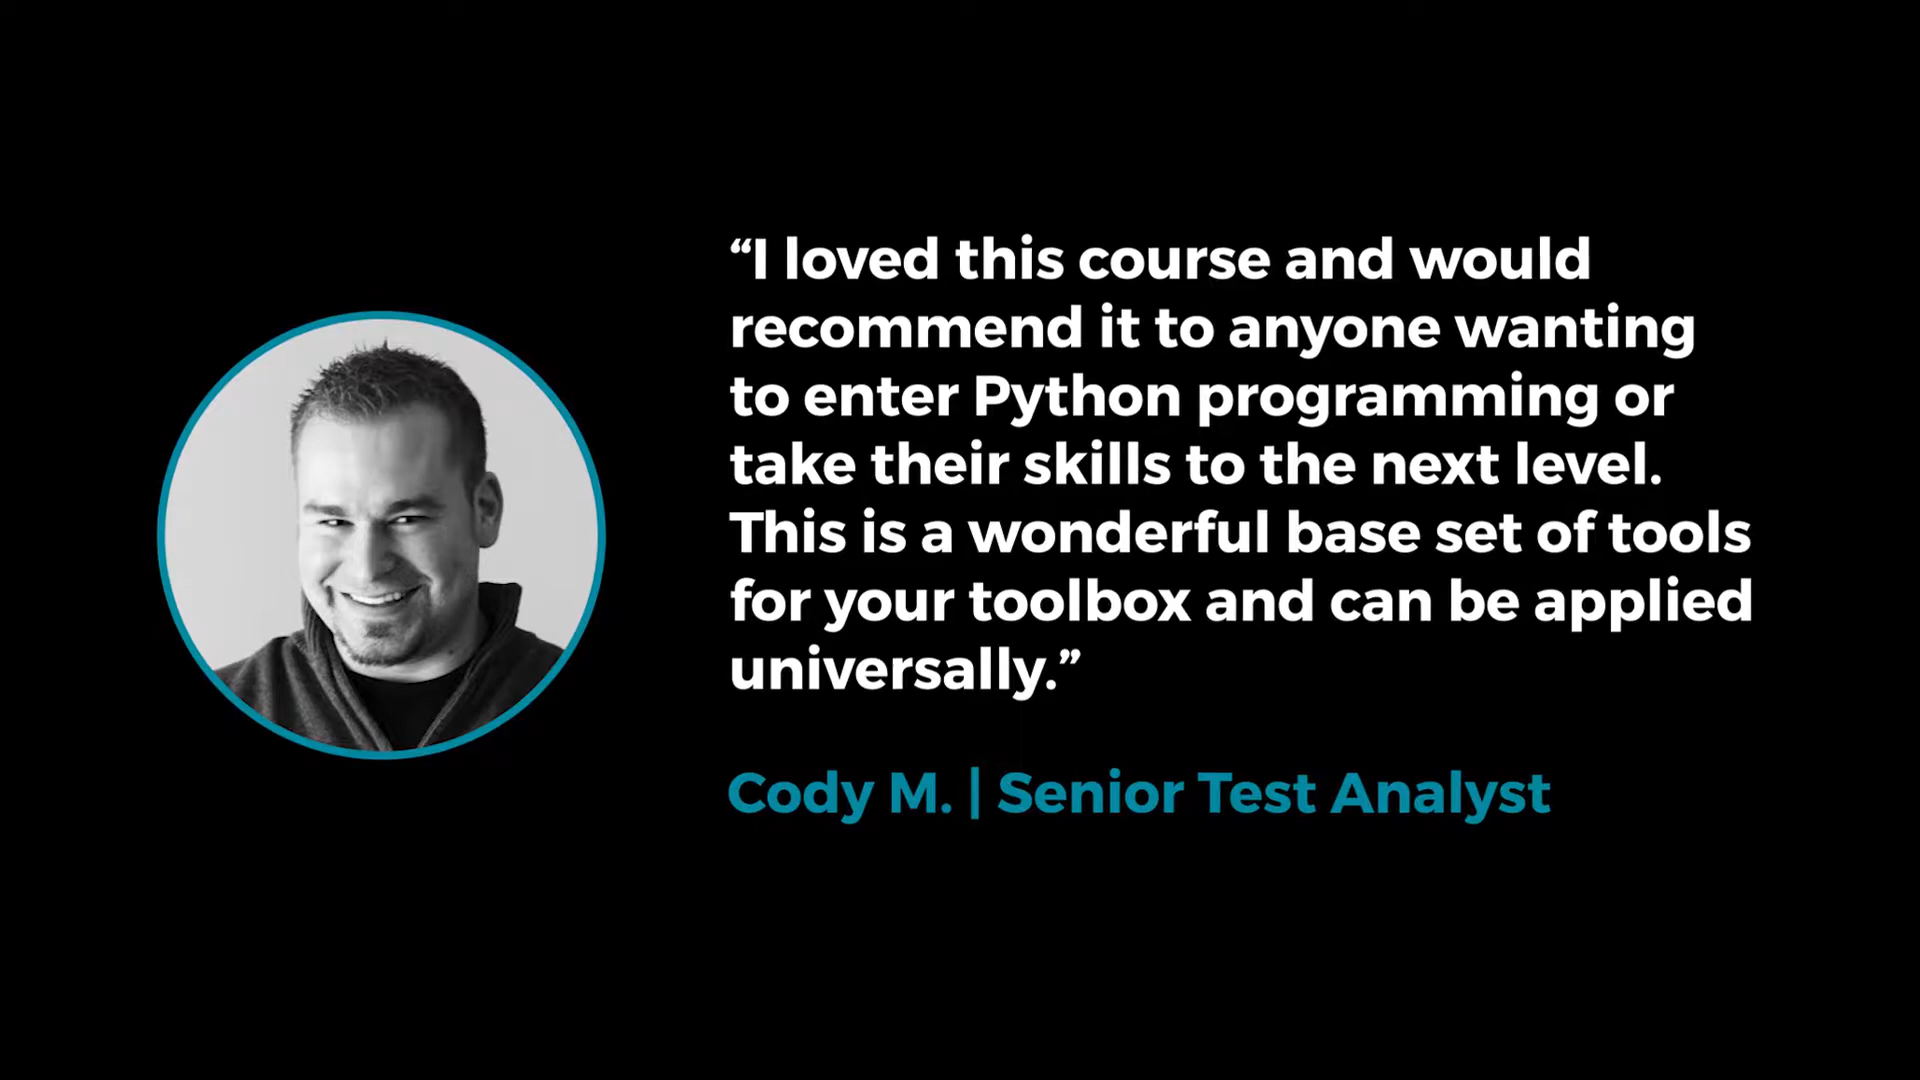 “I loved this course and would
recommend it to anyone wanting
to enter Python programming or
take their skills to the next level.
This is a wonderful base set of tools
for your toolbox and can be applied
universally.”
Cody M. | Senior Test Analyst